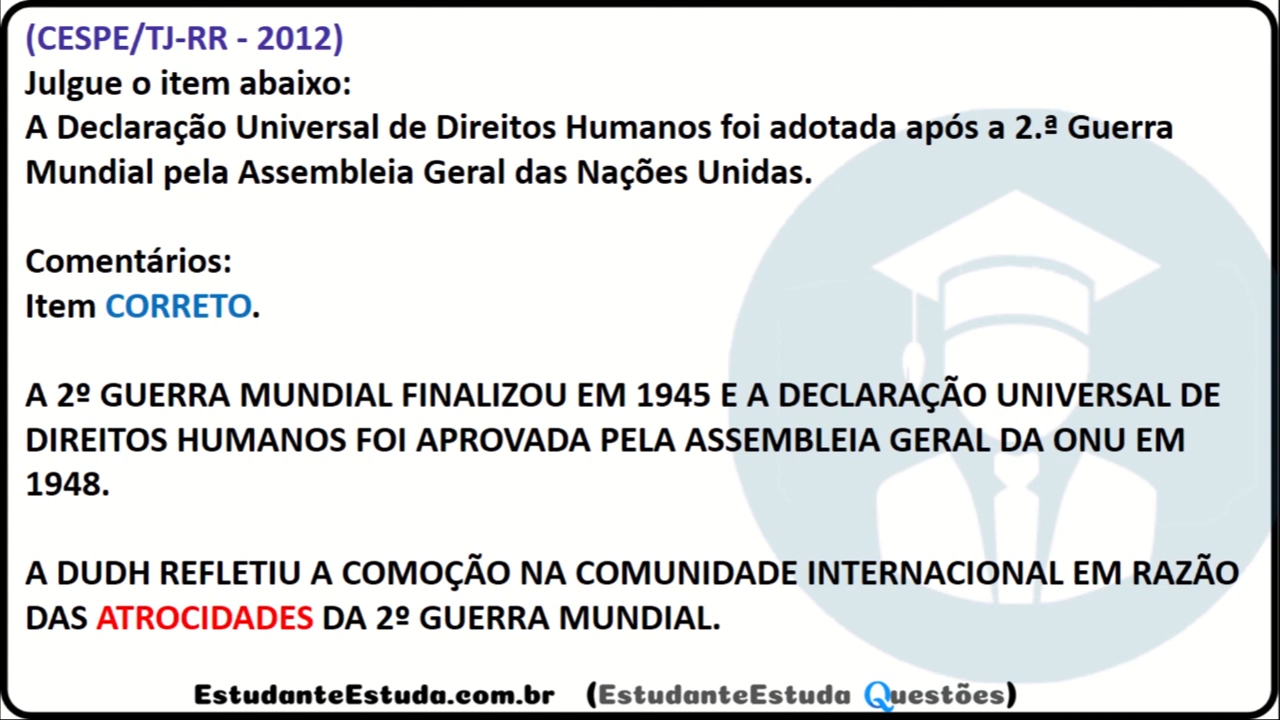 (CESPE/TJ-RR - 2012)
Julgue o item abaixo:
A Declaração Universal de Direitos Humanos foi adotada após a 2.ª Guerra
Mundial pela Assembleia Geral das Nações Unidas.
Comentários:
Item CORRETO.
A 2º GUERRA MUNDIAL FINALIZOU EM 1945 E A DECLARAÇÃO UNIVERSAL DE
DIREITOS HUMANOS FOI APROVADA PELA ASSEMBLEIA GERAL DA ONU EM
1948.
A DUDH REFLETIU A COMOÇÃO NA COMUNIDADE INTERNACIONAL EM RAZÃO
DAS ATROCIDADES DA 2º GUERRA MUNDIAL.
EstudanteEstuda.com.br (EstudanteEstuda Questões)